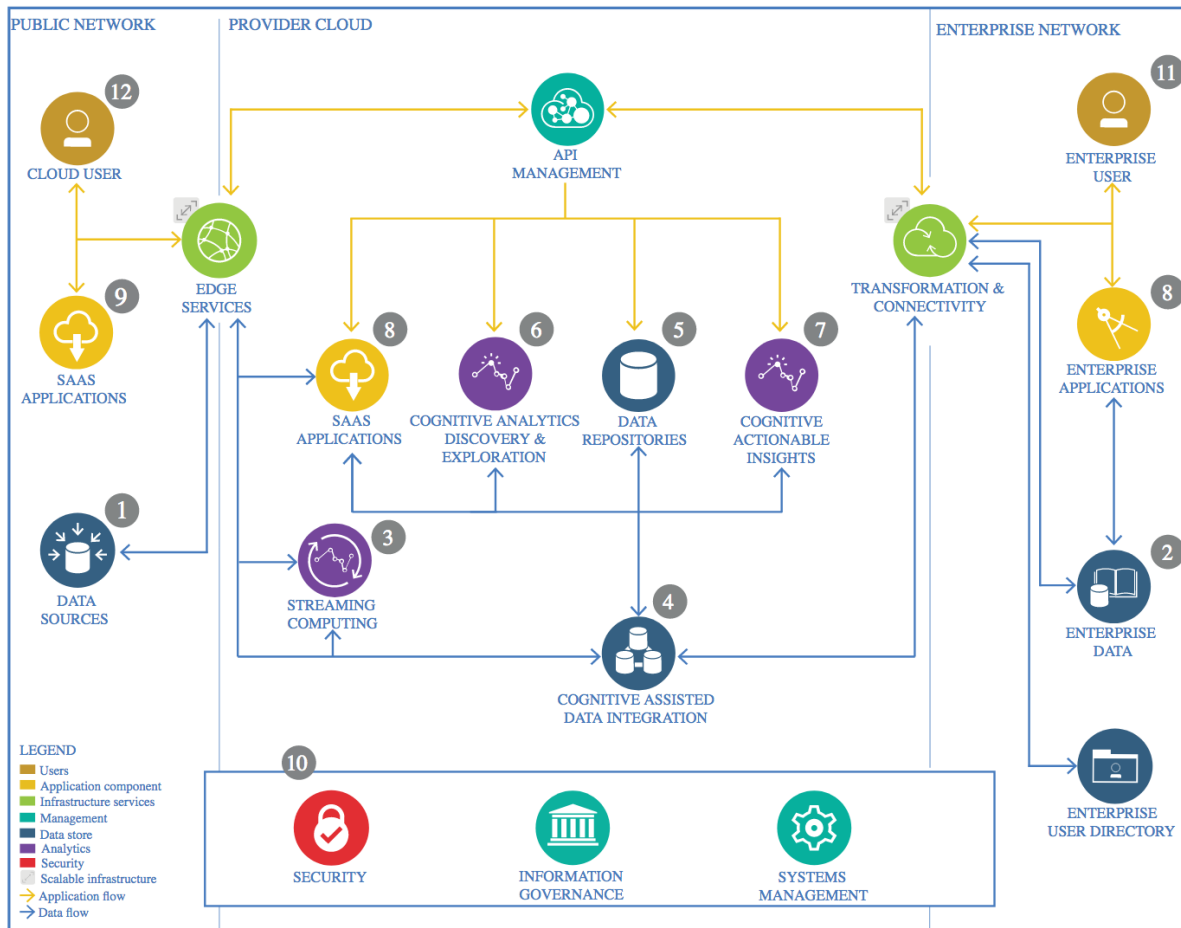 PUBLIC NETWORK
PROVIDER CLOUD
ENTERPRISE NETWORK
12
CLOUD USER
API
MANAGEMENT
11
ENTERPRISE
USER
EDGE
SERVICES
TRANSFORMATION &
CONNECTIVITY
9
SAAS
APPLICATIONS
8
SAAS
APPLICATIONS
6
COGNITIVE ANALYTICS
DISCOVERY &
EXPLORATION
5
DATA
REPOSITORIES
7
COGNITIVE
ACTIONABLE
INSIGHTS
8
ENTERPRISE
APPLICATIONS
1
DATA
SOURCES
3
STREAMING
COMPUTING
4
COGNITIVE ASSISTED
DATA INTEGRATION
2
ENTERPRISE
DATA
ENTERPRISE
USER DIRECTORY
LEGEND
Users
Application component
Infrastructure services
Management
Data store
Analytics
Security
Scalable infrastructure
Application flow
Data flow
10
SECURITY
INFORMATION
GOVERNANCE
SYSTEMS
MANAGEMENT